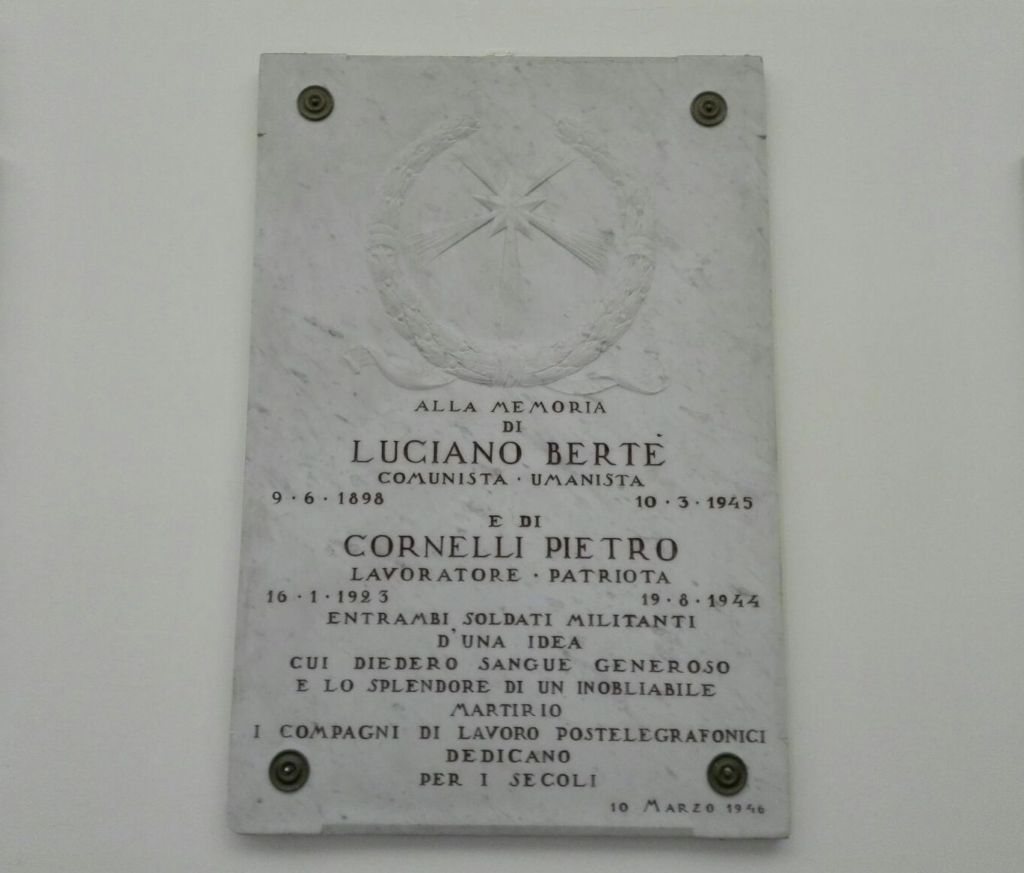 ALLA MEMORIA
DI
LUCIANO BERTÈ
COMUNISTA · UMANISTA
9 · 6 · 1898 10 · 3 · 1945
E DI
CORNELLI PIETRO
LAVORATORE · PATRIOTA
16 · 1 · 1923 19 · 8 · 1944
ENTRAMBI SOLDATI MILITANTI
D'UNA IDEA
CUI DIEDERO SANGUE GENEROSO
E LO SPLENDORE DI UN INOBLIABILE
MARTIRIO
I COMPAGNI DI LAVORO POSTELEGRAFONICI
DEDICANO
PER I SECOLI
10 MARZO 1946